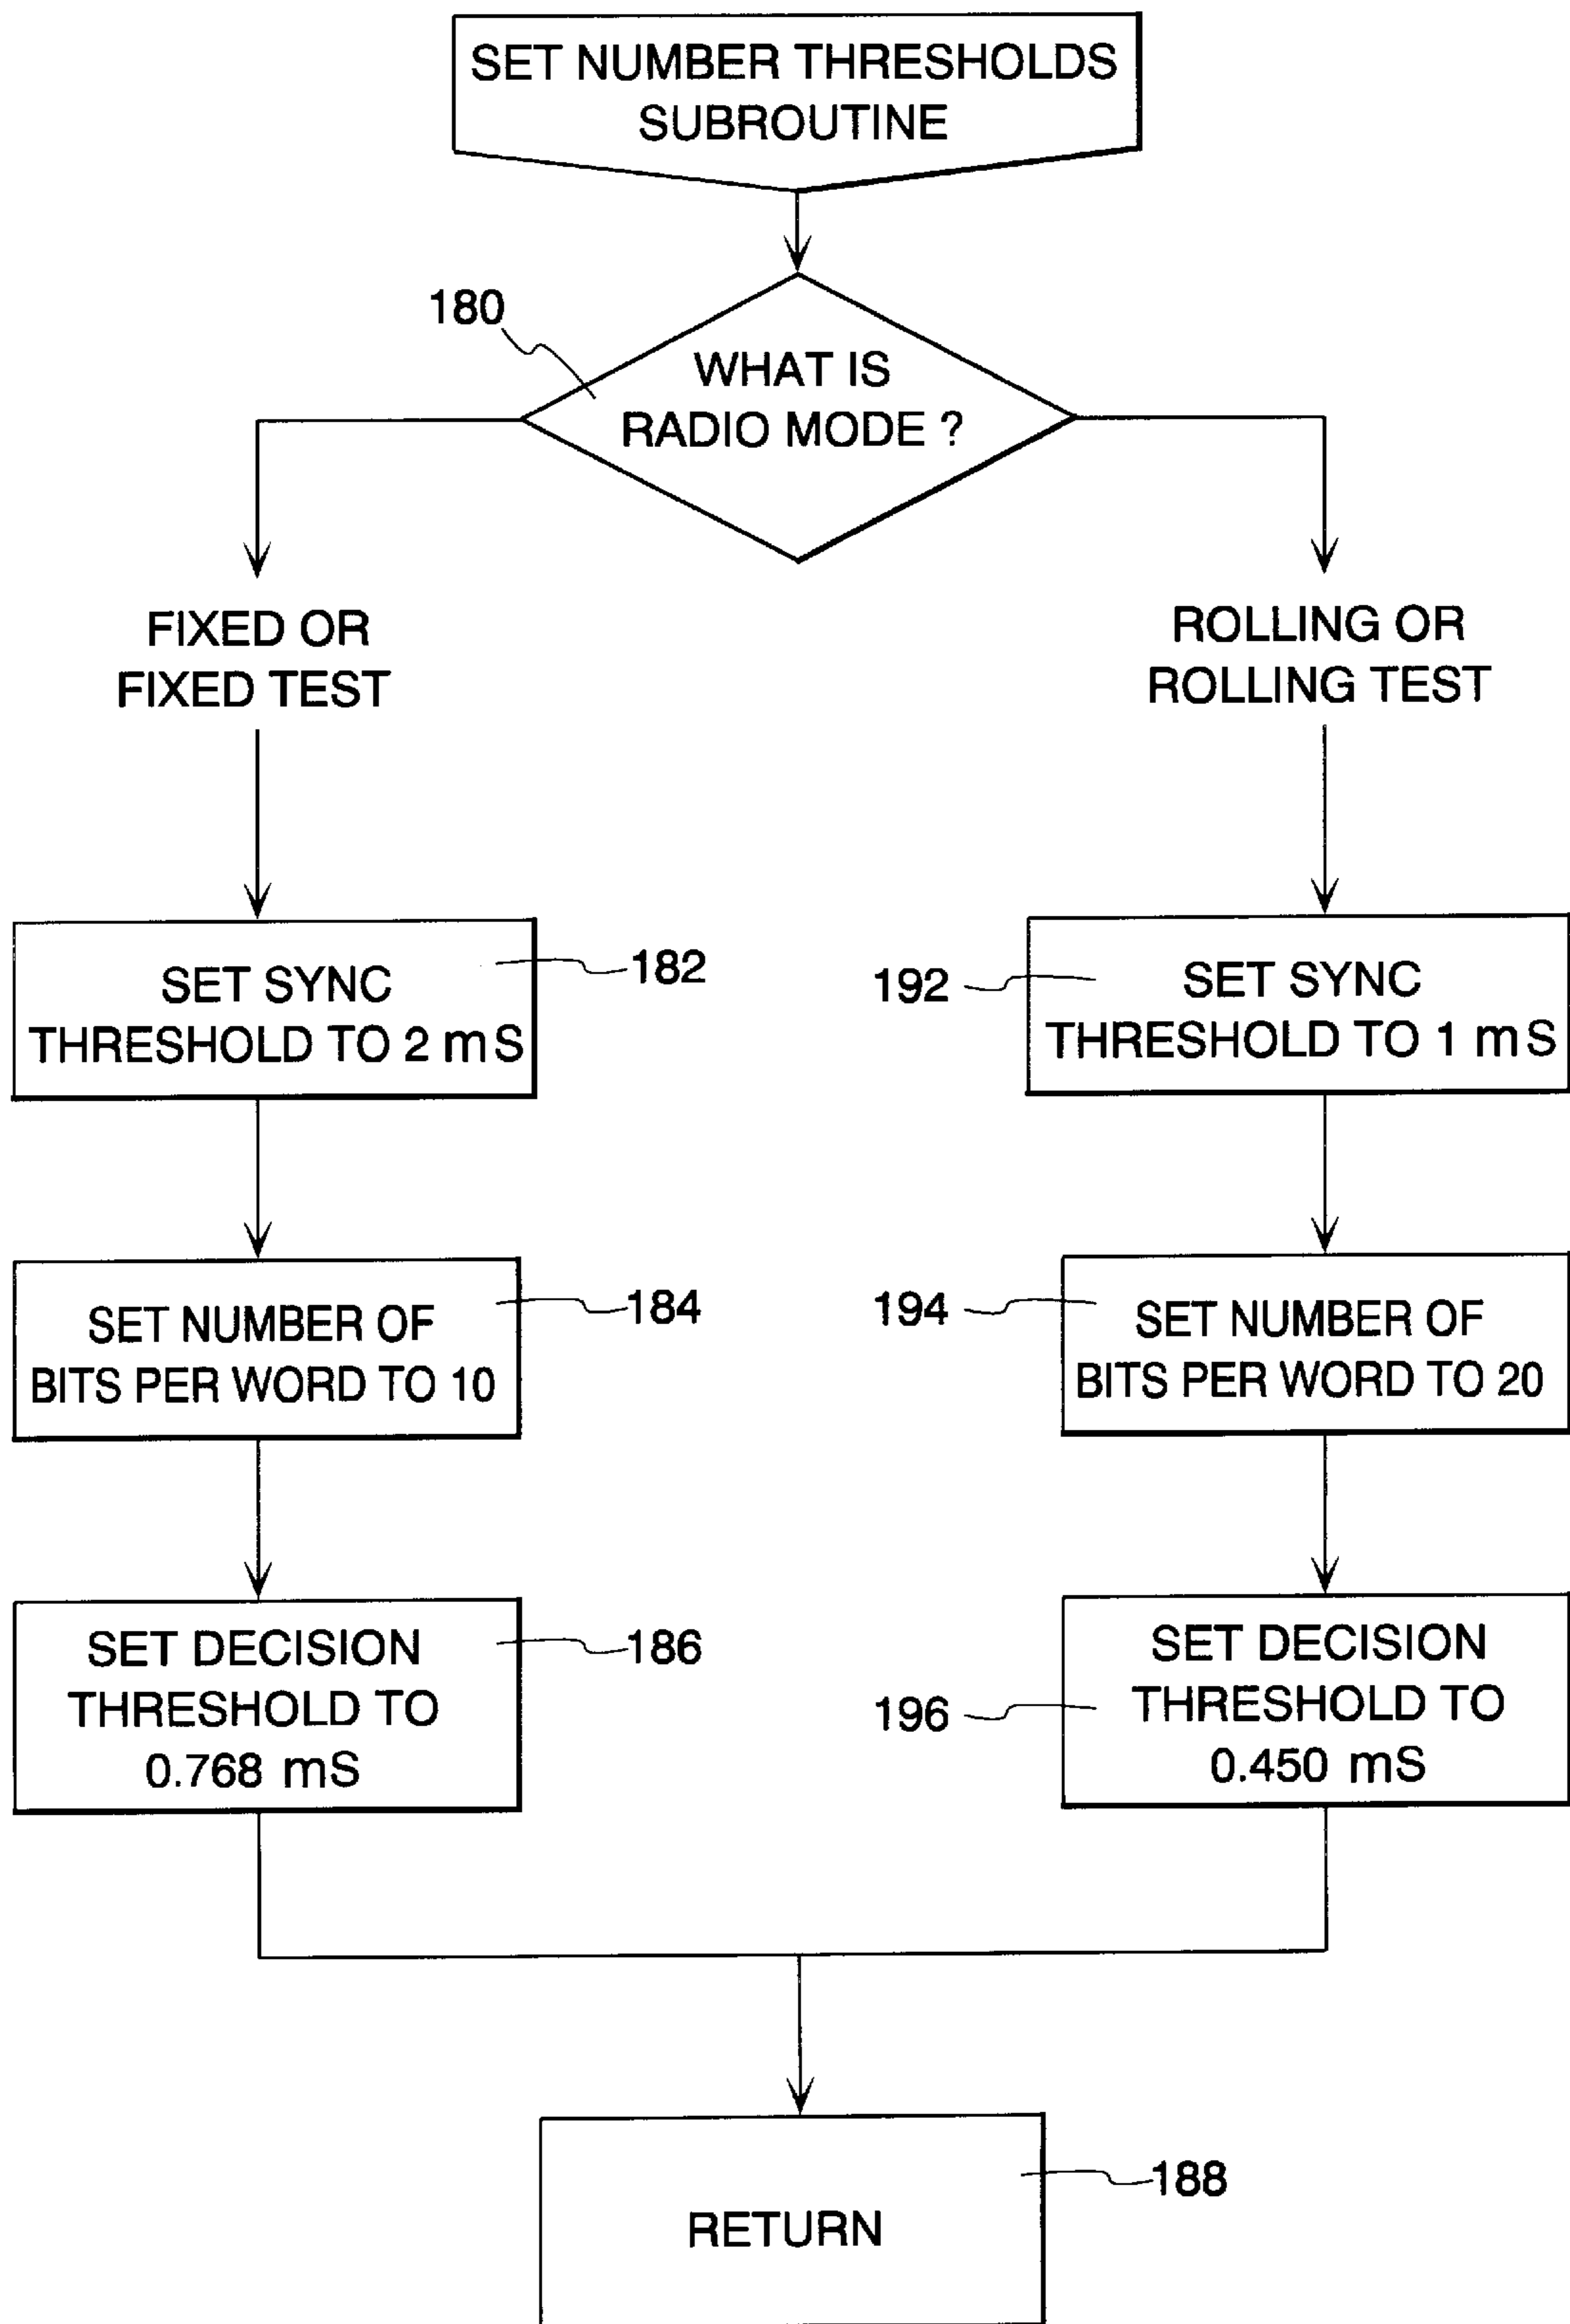 SET NUMBER THRESHOLDS
SUBROUTINE
180
WHAT IS
RADIO MODE ?
FIXED OR
FIXED TEST
ROLLING OR
ROLLING TEST
SET SYNC
THRESHOLD TO 2 mS
182
192
SET SYNC
THRESHOLD TO 1 mS
SET NUMBER OF
BITS PER WORD TO 10
184
194
SET NUMBER OF
BITS PER WORD TO 20
SET DECISION
THRESHOLD TO
0.768 mS
186
196
SET DECISION
THRESHOLD TO
0.450 mS
RETURN
188